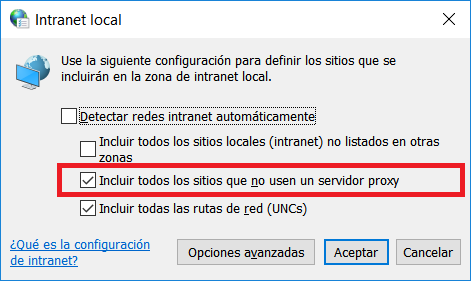 Intranet local
Use la siguiente configuración para definir los sitios que se
incluirán en la zona de intranet local.
Detectar redes intranet automáticamente
Incluir todos los sitios locales (intranet) no listados en otras
zonas
Incluir todos los sitios que no usen un servidor proxy
Incluir todas las rutas de red (UNCs)
¿Qué es la configuración
de intranet?
Opciones avanzadas
Aceptar
Cancelar